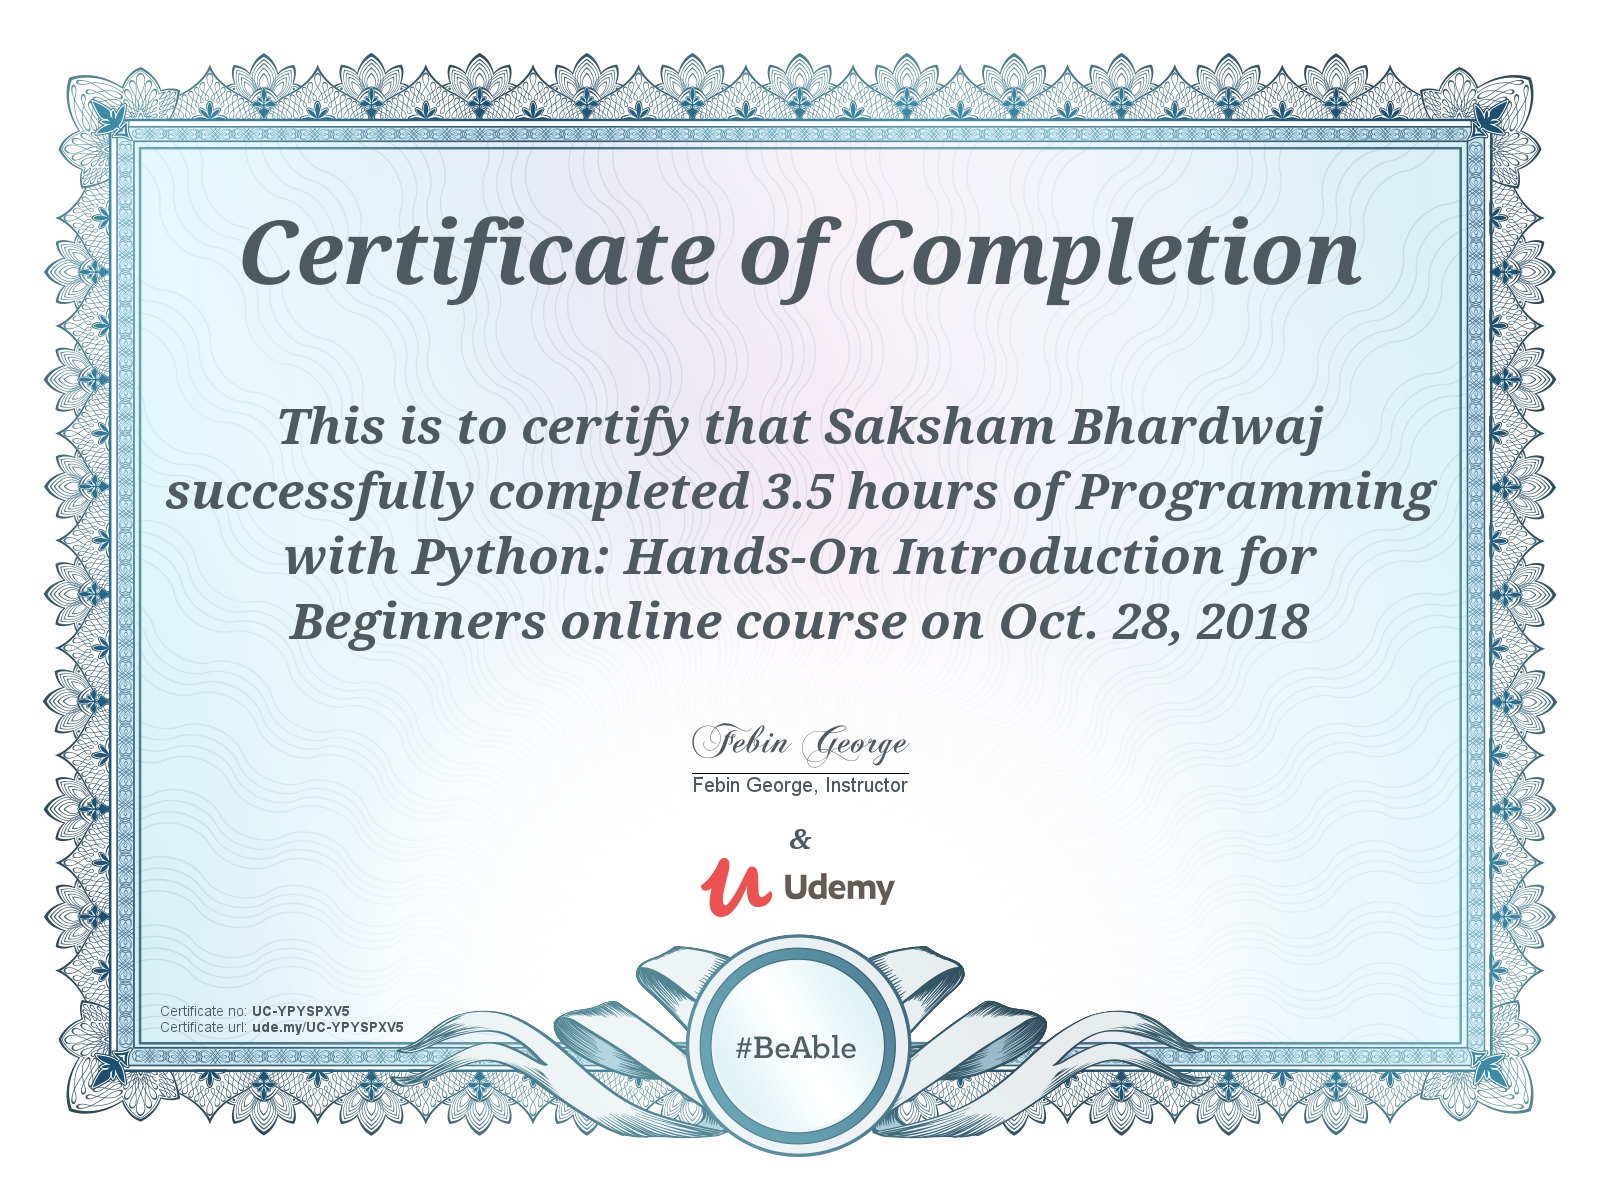 Certificate of Completion
This is to certify that Saksham Bhardwaj
successfully completed 3.5 hours of Programming
with Python: Hands-On Introduction for
Beginners online course on Oct. 28, 2018
Febin George
Febin George, Instructor
&
Udemy
Certificate no: UC-YPYSPXV5
Certificate url: ude.my/UC-YPYSPXV5
#BeAble